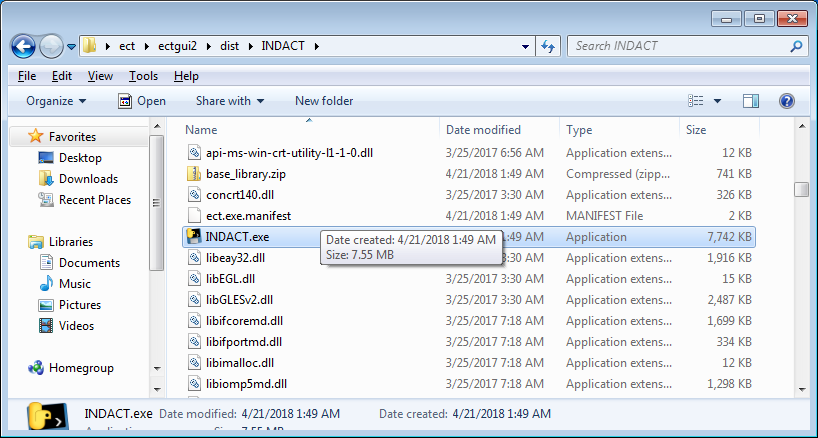 ect ectgui2 dist INDACT Search INDACT
File Edit View Tools Help
Organize Open Share with New folder
Favorites
Desktop
Downloads
Recent Places
Libraries
Documents
Music
Pictures
Videos
Homegroup
Name Date modified Type Size
api-ms-win-crt-utility-l1-1-0.dll 3/25/2017 6:56 AM Application extens... 12 KB
base_library.zip 4/21/2018 1:49 AM Compressed (zipp... 741 KB
concrt140.dll 3/25/2017 3:30 AM Application extens... 326 KB
ect.exe.manifest 4/21/2018 1:49 AM MANIFEST File 2 KB
INDACT.exe 1:49 AM Application 7,742 KB
Date created: 4/21/2018 1:49 AM
Size: 7.55 MB
libeay32.dll 3:30 AM Application extens... 1,916 KB
libEGL.dll 3/25/2017 3:30 AM Application extens... 15 KB
libGLESv2.dll 3/25/2017 3:30 AM Application extens... 2,487 KB
libifcoremd.dll 3/25/2017 7:18 AM Application extens... 1,699 KB
libifportmd.dll 3/25/2017 7:18 AM Application extens... 334 KB
libimalloc.dll 3/25/2017 7:18 AM Application extens... 12 KB
libiomp5md.dll 3/25/2017 7:18 AM Application extens... 1,298 KB
INDACT.exe Date modified: 4/21/2018 1:49 AM Date created: 4/21/2018 1:49 AM